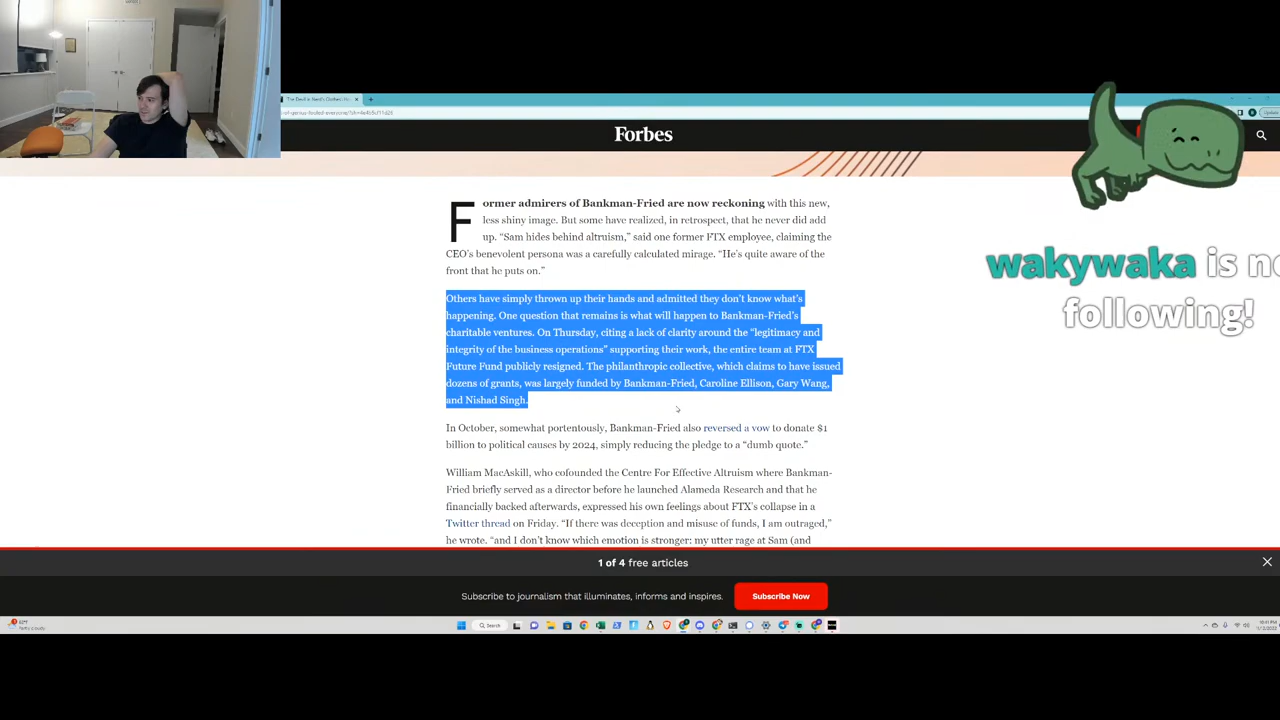 The Devil in Nerd's Clothes: Ho
Forbes
Former admirers of Bankman-Fried are now reckoning with this new,
less shiny image. But some have realized, in retrospect, that he never did add
up. “Sam hides behind altruism,” said one former FTX employee, claiming the
CEO’s benevolent persona was a carefully calculated mirage. “He’s quite aware of the
front that he puts on.”
Others have simply thrown up their hands and admitted they don’t know what’s
happening. One question that remains is what will happen to Bankman-Fried’s
charitable ventures. On Thursday, citing a lack of clarity around the “legitimacy and
integrity of the business operations” supporting their work, the entire team at FTX
Future Fund publicly resigned. The philanthropic collective, which claims to have issued
dozens of grants, was largely funded by Bankman-Fried, Caroline Ellison, Gary Wang,
and Nishad Singh.
In October, somewhat portentously, Bankman-Fried also reversed a vow to donate $1
billion to political causes by 2024, simply reducing the pledge to a “dumb quote.”
William MacAskill, who cofounded the Centre For Effective Altruism where Bankman-
Fried briefly served as a director before he launched Alameda Research and that he
financially backed afterwards, expressed his own feelings about FTX’s collapse in a
Twitter thread on Friday. “If there was deception and misuse of funds, I am outraged,”
he wrote. “and I don’t know which emotion is stronger: my utter rage at Sam (and
wakywaka is no
following!
1 of 4 free articles
Subscribe to journalism that illuminates, informs and inspires.
Subscribe Now
Search